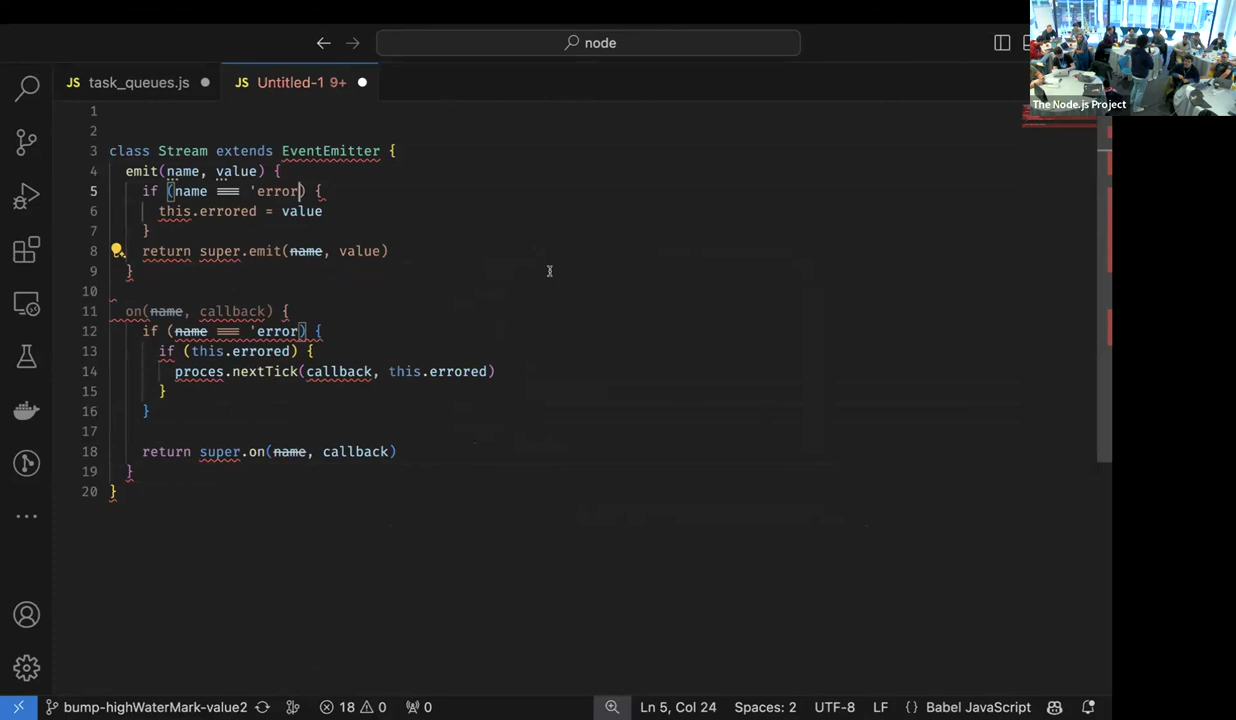 node
The Node.js Project
task_queues.js
JS Untitled-1 9+
1
2
3 class Stream extends EventEmitter {
4 emit(name, value) {
5 if (name === 'error) {
6 this.errored = value
7 }
8 return super.emit(name, value)
9 }
10
11 on(name, callback) {
12 if (name === 'error) {
13 if (this.errored) {
14 proces.nextTick(callback, this.errored)
15 }
16 }
17
18 return super.on(name, callback)
19 }
20 }
bump-highWaterMark-value2 18 0 0 Ln 5, Col 24 Spaces: 2 UTF-8 LF {} Babel JavaScript